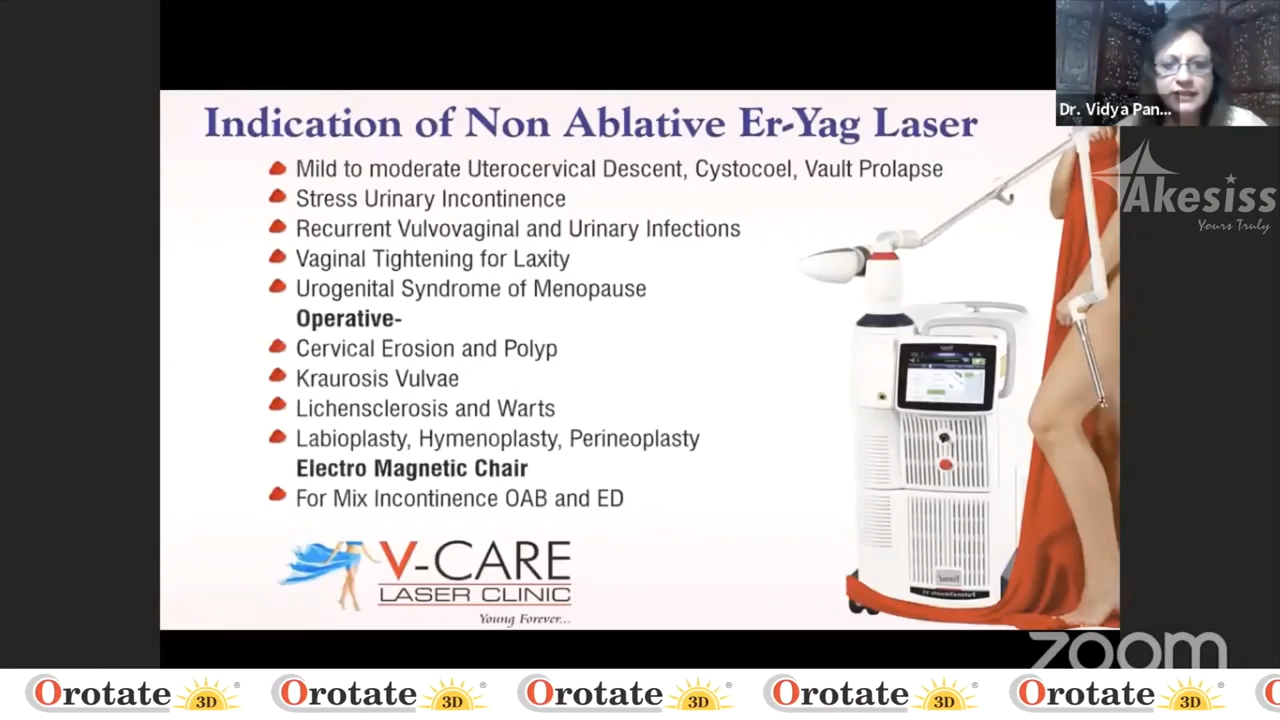 Dr. Vidya Pan...
Akesiss
Yours Truly
Indication of Non Ablative Er-Yag Laser
Mild to moderate Uterocervical Descent, Cystocoel, Vault Prolapse
Stress Urinary Incontinence
Recurrent Vulvovaginal and Urinary Infections
Vaginal Tightening for Laxity
Urogenital Syndrome of Menopause
Operative-
Cervical Erosion and Polyp
Kraurosis Vulvae
Lichensclerosis and Warts
Labioplasty, Hymenoplasty, Perineoplasty
Electro Magnetic Chair
For Mix Incontinence OAB and ED
V-CARE
LASER CLINIC
Young Forever...
zoom
Orotate 3D ® Orotate 3D ® Orotate 3D ® Orotate 3D ® Orotate 3D ®